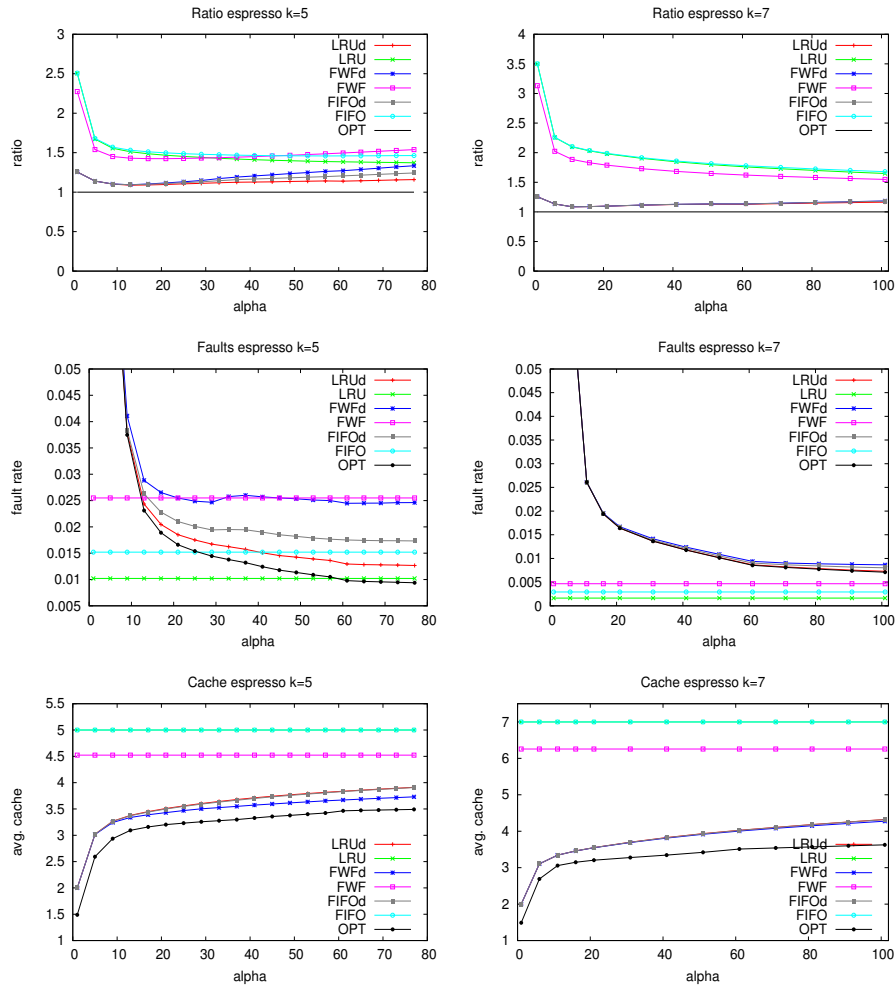 Ratio espresso k=5
3
2.5
2
1.5
1
0.5
0
0 10 20 30 40 50 60 70 80
ratio
alpha
LRUd
LRU
FWFd
FWF
FIFOd
FIFO
OPT
Ratio espresso k=7
4
3.5
3
2.5
2
1.5
1
0.5
0
0 20 40 60 80 100
ratio
alpha
LRUd
LRU
FWFd
FWF
FIFOd
FIFO
OPT
Faults espresso k=5
0.05
0.045
0.04
0.035
0.03
0.025
0.02
0.015
0.01
0.005
0 10 20 30 40 50 60 70 80
fault rate
alpha
LRUd
LRU
FWFd
FWF
FIFOd
FIFO
OPT
Faults espresso k=7
0.05
0.045
0.04
0.035
0.03
0.025
0.02
0.015
0.01
0.005
0
0 20 40 60 80 100
fault rate
alpha
LRUd
LRU
FWFd
FWF
FIFOd
FIFO
OPT
Cache espresso k=5
5.5
5
4.5
4
3.5
3
2.5
2
1.5
1
0 10 20 30 40 50 60 70 80
avg. cache
alpha
LRUd
LRU
FWFd
FWF
FIFOd
FIFO
OPT
Cache espresso k=7
7
6
5
4
3
2
1
0 20 40 60 80 100
avg. cache
alpha
LRUd
LRU
FWFd
FWF
FIFOd
FIFO
OPT